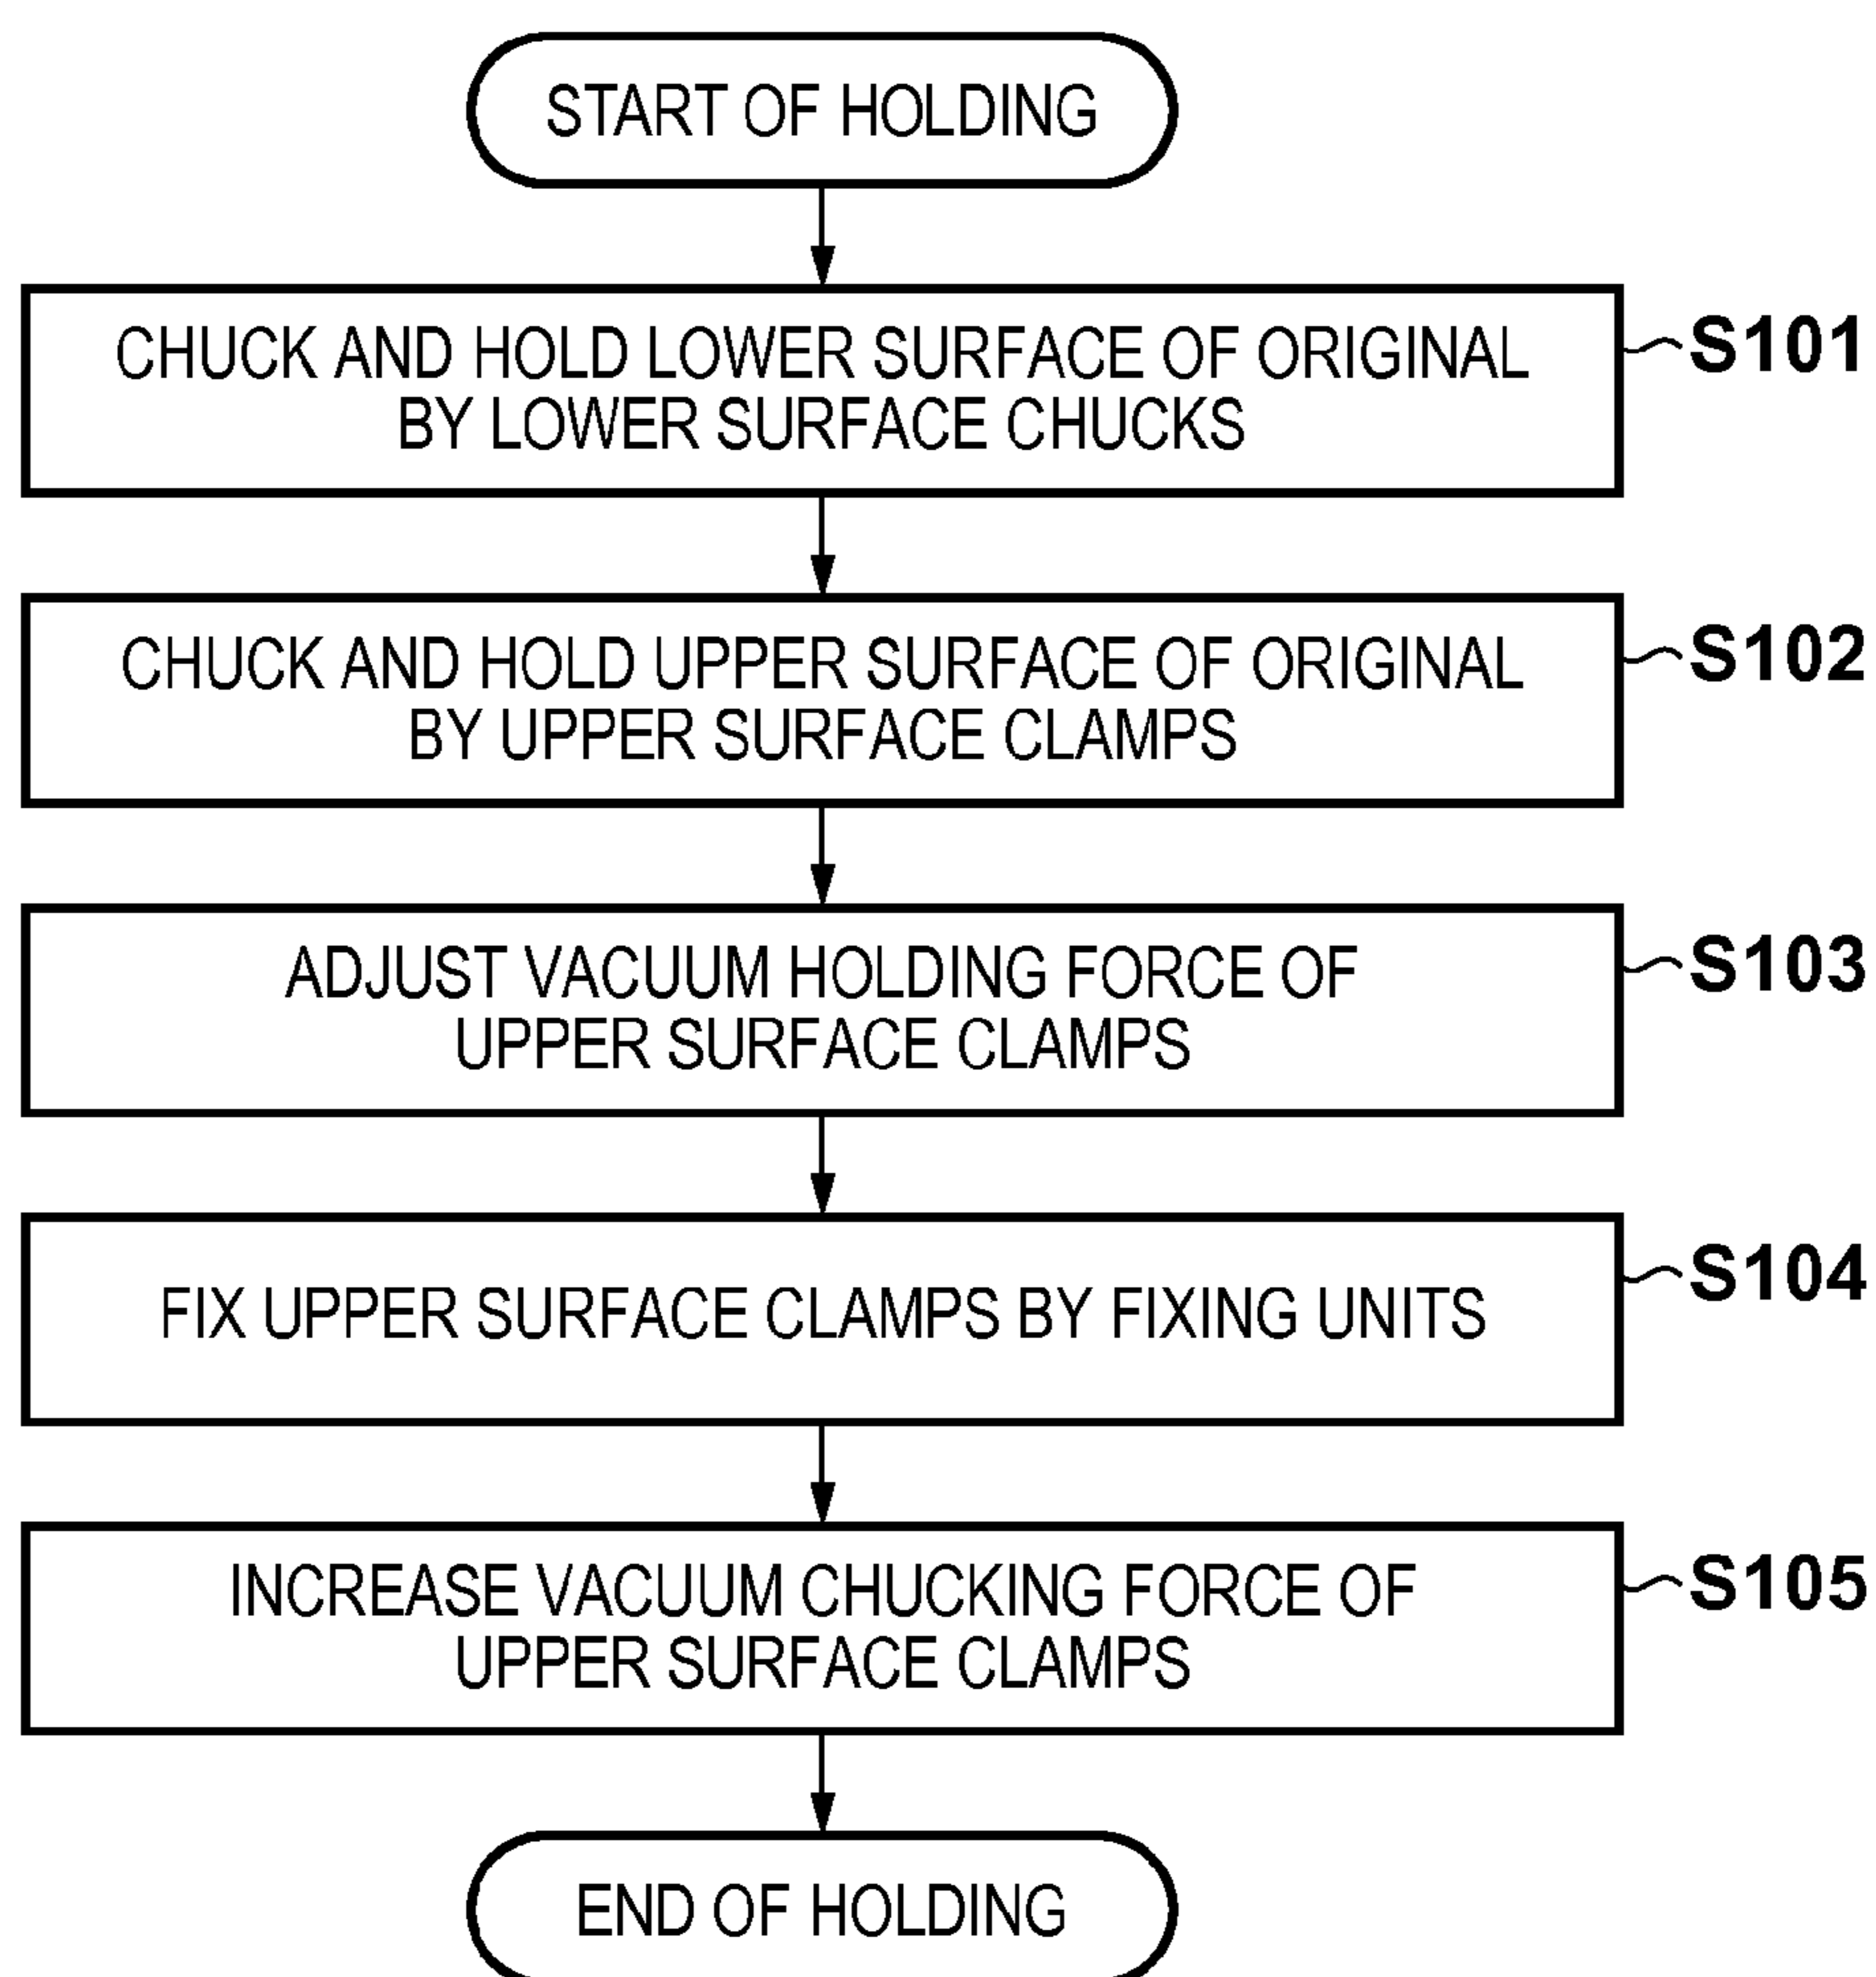 START OF HOLDING
CHUCK AND HOLD LOWER SURFACE OF ORIGINAL
BY LOWER SURFACE CHUCKS
S101
CHUCK AND HOLD UPPER SURFACE OF ORIGINAL
BY UPPER SURFACE CLAMPS
S102
ADJUST VACUUM HOLDING FORCE OF
UPPER SURFACE CLAMPS
S103
FIX UPPER SURFACE CLAMPS BY FIXING UNITS
S104
INCREASE VACUUM CHUCKING FORCE OF
UPPER SURFACE CLAMPS
S105
END OF HOLDING